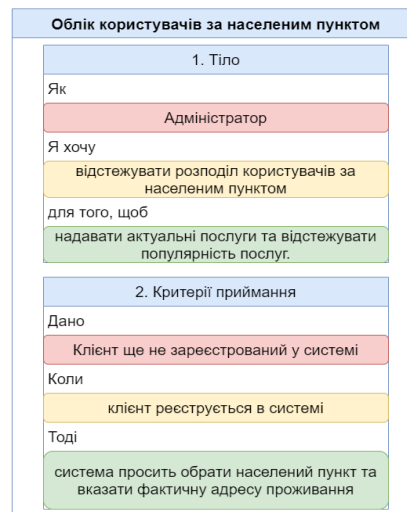 Облік користувачів за населеним пунктом
1. Тіло
Як
Адміністратор
Я хочу
відстежувати розподіл користувачів за
населеним пунктом
для того, щоб
надавати актуальні послуги та відстежувати
популярність послуг.
2. Критерії приймання
Дано
Клієнт ще не зареєстрований у системі
Коли
клієнт реєструється в системі
Тоді
система просить обрати населений пункт та
вказати фактичну адресу проживання